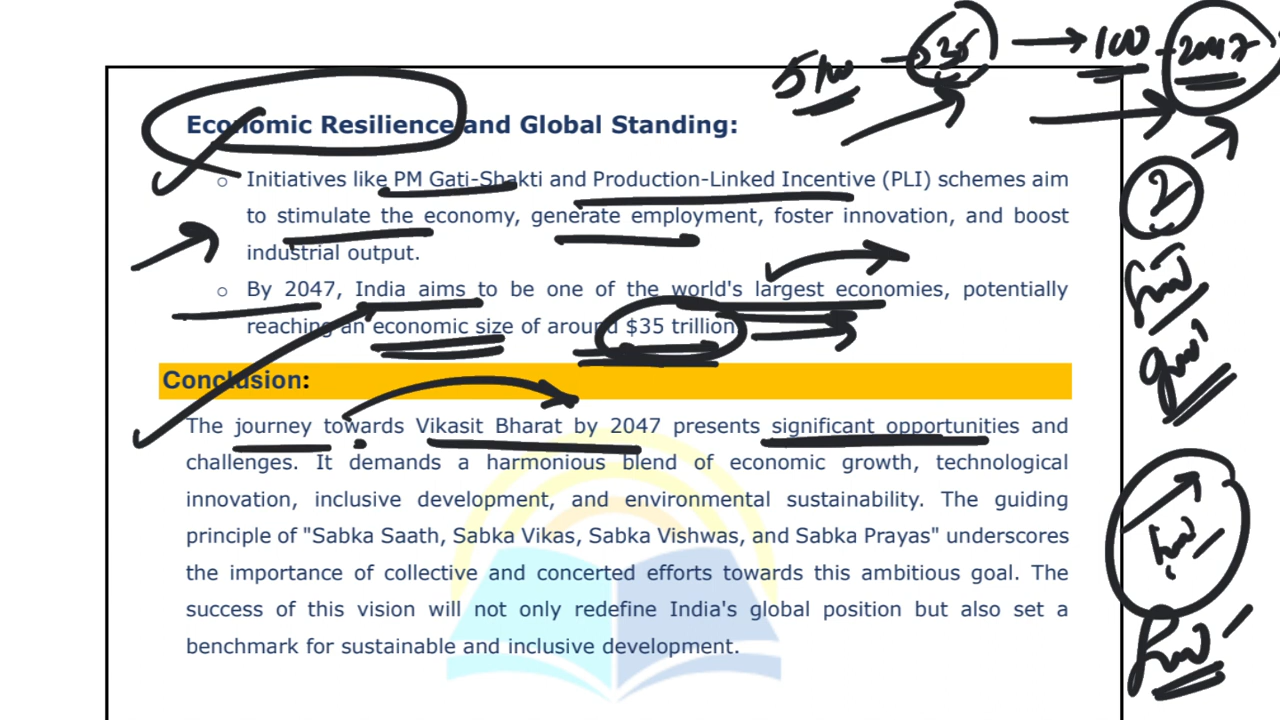 35 → 100 - 2047
Economic Resilience and Global Standing:
○ Initiatives like PM Gati-Shakti and Production-Linked Incentive (PLI) schemes aim
to stimulate the economy, generate employment, foster innovation, and boost
industrial output.
○ By 2047, India aims to be one of the world's largest economies, potentially
reaching an economic size of around $35 trillion.
Conclusion:
The journey towards Vikasit Bharat by 2047 presents significant opportunities and
challenges. It demands a harmonious blend of economic growth, technological
innovation, inclusive development, and environmental sustainability. The guiding
principle of "Sabka Saath, Sabka Vikas, Sabka Vishwas, and Sabka Prayas" underscores
the importance of collective and concerted efforts towards this ambitious goal. The
success of this vision will not only redefine India's global position but also set a
benchmark for sustainable and inclusive development.
2